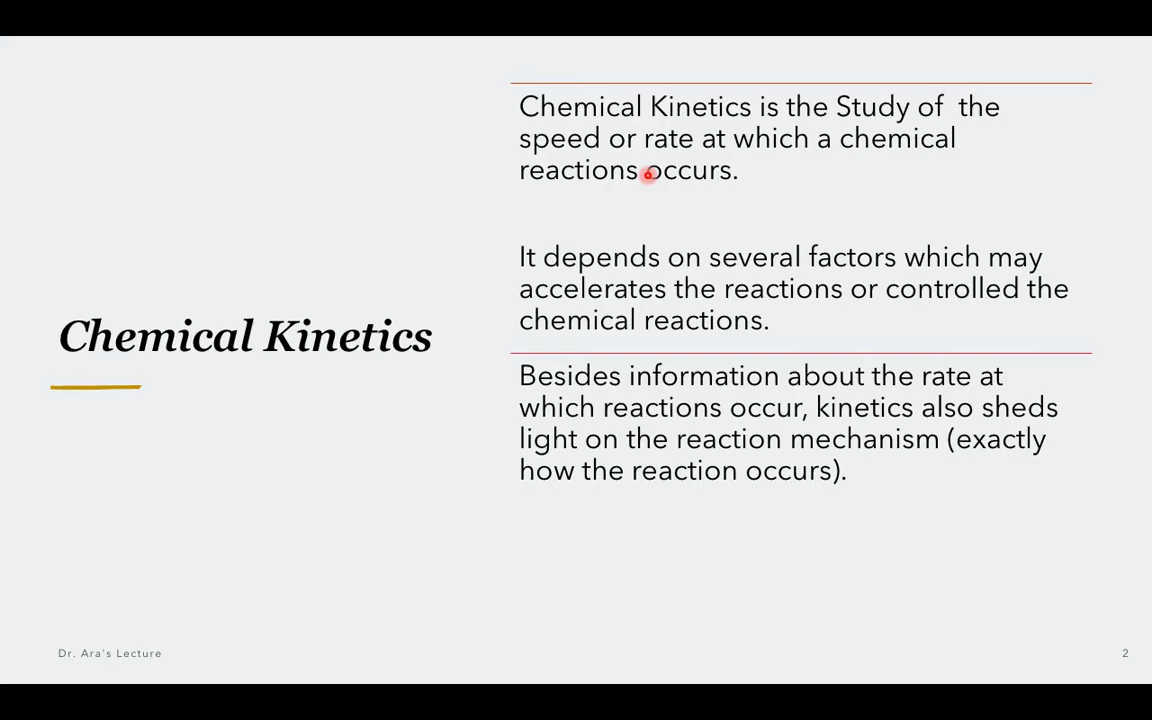 Chemical Kinetics is the Study of  the
speed or rate at which a chemical
reactions occurs.
It depends on several factors which may
accelerates the reactions or controlled the
chemical reactions.
Chemical Kinetics
Besides information about the rate at
which reactions occur, kinetics also sheds
light on the reaction mechanism (exactly
how the reaction occurs).
Dr. Ara's Lecture
2